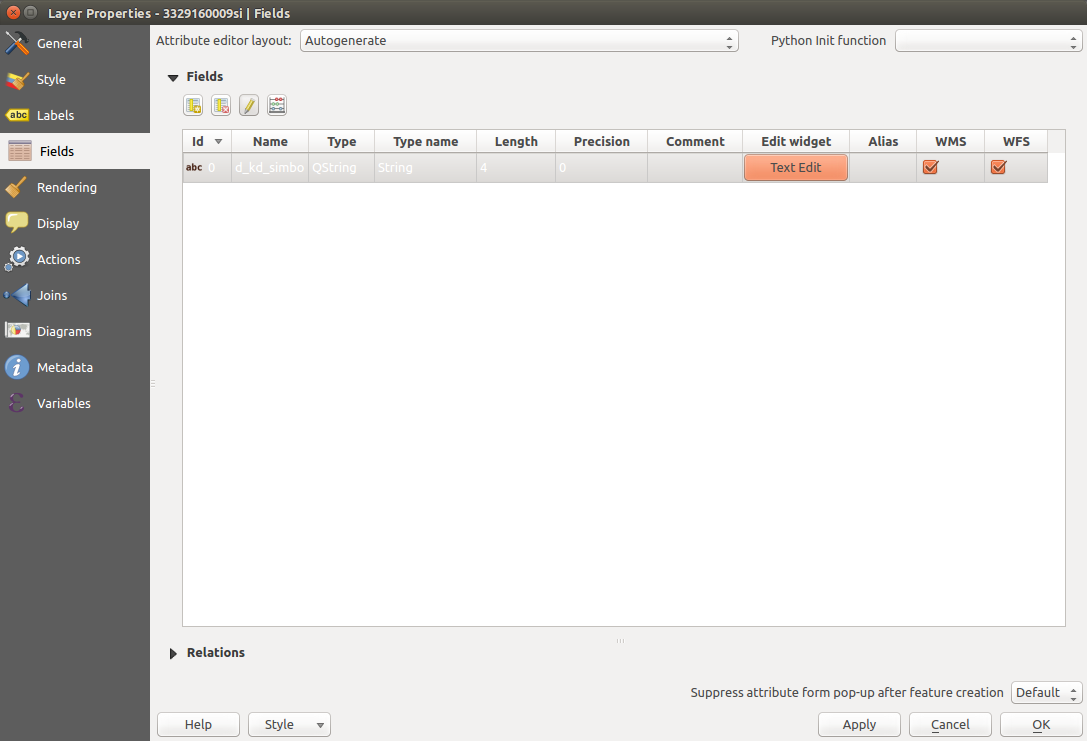 Layer Properties - 3329160009si | Fields
General
Style
abc Labels
Fields
Rendering
Display
Actions
Joins
Diagrams
Metadata
Variables
Attribute editor layout: Autogenerate Python Init function
Fields
Id Name Type Type name Length Precision Comment Edit widget Alias WMS WFS
abc 0 d_kd_simbo QString String 4 0 Text Edit
Relations
Suppress attribute form pop-up after feature creation Default
Help Style Apply Cancel OK